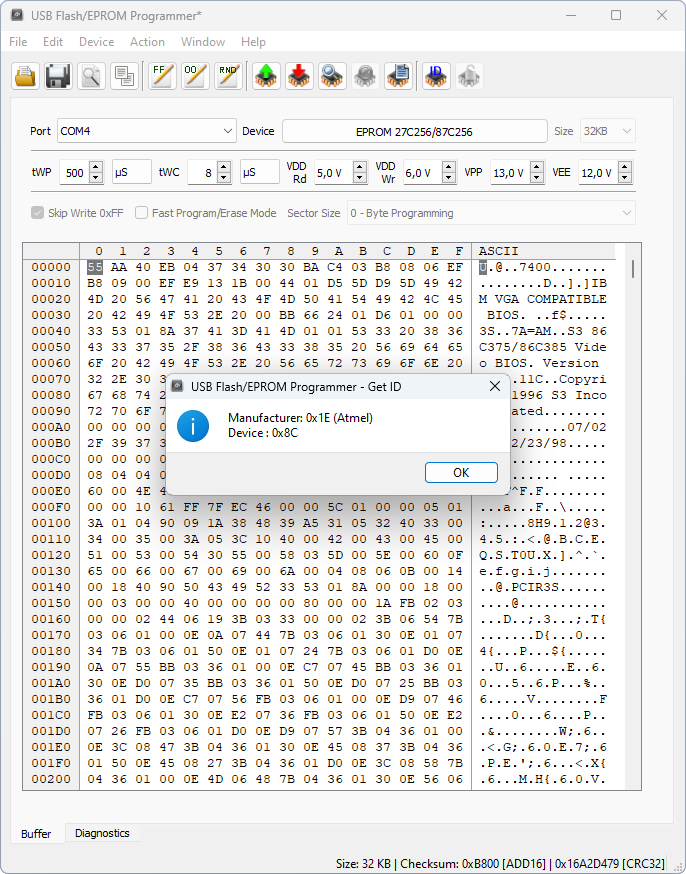 USB Flash/EPROM Programmer*
File Edit Device Action Window Help
FF 00 RND ID
Port COM4 Device EPROM 27C256/87C256 Size 32KB
tWP 500 µS tWC 8 µS VDD Rd 5,0 V VDD Wr 6,0 V VPP 13,0 V VEE 12,0 V
Skip Write 0xFF Fast Program/Erase Mode Sector Size 0 - Byte Programming
0 1 2 3 4 5 6 7 8 9 A B C D E F ASCII
00000 55 AA 40 EB 04 37 34 30 30 BA C4 03 B8 08 06 EF U.@..7400.......
00010 B8 09 00 EF E9 13 1B 00 44 01 D5 5D D9 5D 49 42 ........D..].]IB
00020 4D 20 56 47 41 20 43 4F 4D 50 41 54 49 42 4C 45 M VGA COMPATIBLE
00030 20 42 49 4F 53 2E 20 00 BB 66 24 01 D6 01 00 00  BIOS. ..f$.....
00040 33 53 01 8A 37 41 3D 41 4D 01 01 53 33 20 38 36 3S..7A=AM..S3 86
00050 43 33 37 35 2F 38 36 43 33 38 35 20 56 69 64 65 C375/86C385 Vide
00060 6F 20 42 49 4F 53 2E 20 56 65 72 73 69 6F 6E 20 o BIOS. Version
00070 32 2E 30 .11C..Copyri
00080 67 68 74 1996 S3 Inco
00090 72 70 6F ated........
000A0 00 00 00 .......07/02
000B0 2F 39 37 2/23/98.....
000C0 00 00 00
000D0 08 04 04
000E0 60 00 4E ^F.F.......
000F0 00 00 10 61 FF 7F EC 46 00 00 5C 01 00 00 05 01 ...a...F..\.....
00100 3A 01 04 90 09 1A 38 48 39 A5 31 05 32 40 33 00 :.....8H9.1.2@3.
00110 34 00 35 00 3A 05 3C 10 40 00 42 00 43 00 45 00 4.5.:.<.@.B.C.E.
00120 51 00 53 00 54 30 55 00 58 03 5D 00 5E 00 60 0F Q.S.T0U.X.].^.`.
00130 65 00 66 00 67 00 69 00 6A 00 04 08 06 0B 00 14 e.f.g.i.j.......
00140 00 18 40 90 50 43 49 52 53 33 01 8A 00 00 18 00 ..@.PCIR3S......
00150 00 03 00 00 40 00 00 00 00 80 00 00 1A FB 02 03 ....@...........
00160 00 00 02 44 06 19 3B 03 33 00 00 02 3B 06 54 7B ...D..;.3...;.T{
00170 03 06 01 00 0E 0A 07 44 7B 03 06 01 30 0E 01 07 .......D{...0...
00180 34 7B 03 06 01 50 0E 01 07 24 7B 03 06 01 D0 0E 4{...P...${.....
00190 0A 07 55 BB 03 36 01 00 0E C7 07 45 BB 03 36 01 ..U..6.....E..6.
001A0 30 0E D0 07 35 BB 03 36 01 50 0E D0 07 25 BB 03 0...5..6.P...%..
001B0 36 01 D0 0E C7 07 56 FB 03 06 01 00 0E D9 07 46 6.....V........F
001C0 FB 03 06 01 30 0E E2 07 36 FB 03 06 01 50 0E E2 ....0...6....P..
001D0 07 26 FB 03 06 01 D0 0E D9 07 57 3B 04 36 01 00 .&........W;.6..
001E0 0E 3C 08 47 3B 04 36 01 30 0E 45 08 37 3B 04 36 .<.G;.6.0.E.7;.6
001F0 01 50 0E 45 08 27 3B 04 36 01 D0 0E 3C 08 58 7B .P.E.';.6...<.X{
00200 04 36 01 00 0E 4D 06 48 7B 04 36 01 30 0E 56 06 .6...M.H{.6.0.V.
USB Flash/EPROM Programmer - Get ID
Manufacturer: 0x1E (Atmel)
Device : 0x8C
OK
Buffer Diagnostics
Size: 32 KB | Checksum: 0xB800 [ADD16] | 0x16A2D479 [CRC32]